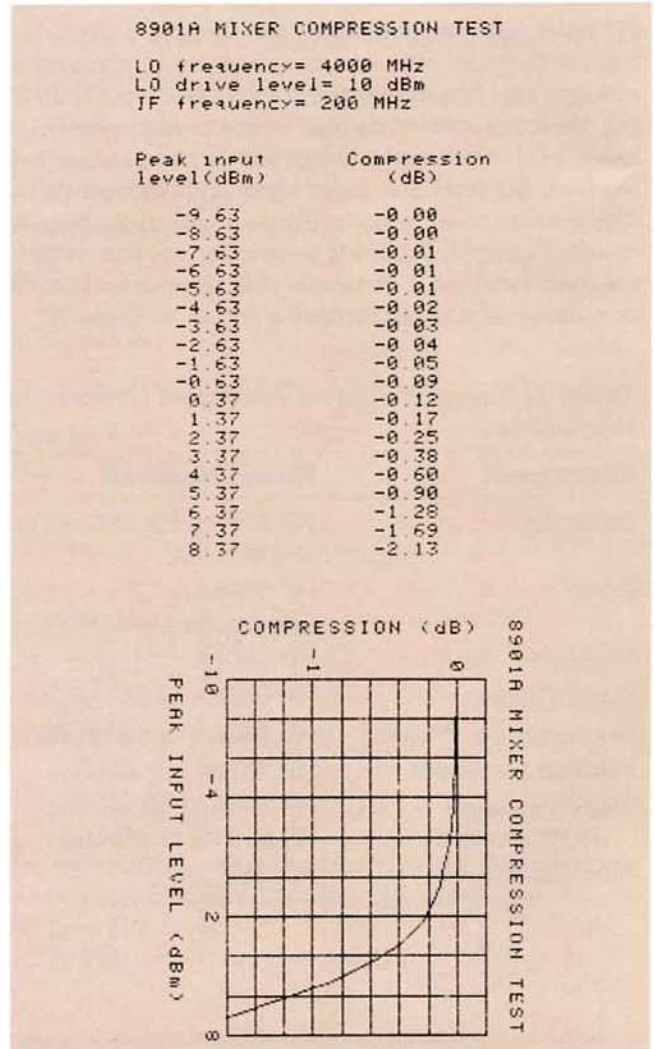 8901A MIXER COMPRESSION TEST
LO frequency= 4000 MHz
LO drive level= 10 dBm
IF frequency= 200 MHz
Peak input Compression
level(dBm) (dB)
-9.63 -0.00
-8.63 -0.00
-7.63 -0.01
-6.63 -0.01
-5.63 -0.01
-4.63 -0.02
-3.63 -0.03
-2.63 -0.04
-1.63 -0.05
-0.63 -0.09
0.37 -0.12
1.37 -0.17
2.37 -0.25
3.37 -0.38
4.37 -0.60
5.37 -0.90
6.37 -1.28
7.37 -1.69
8.37 -2.13
COMPRESSION (dB)
-1 0
8901A MIXER COMPRESSION TEST
PEAK INPUT LEVEL (dBm)
-10 -4 2 8